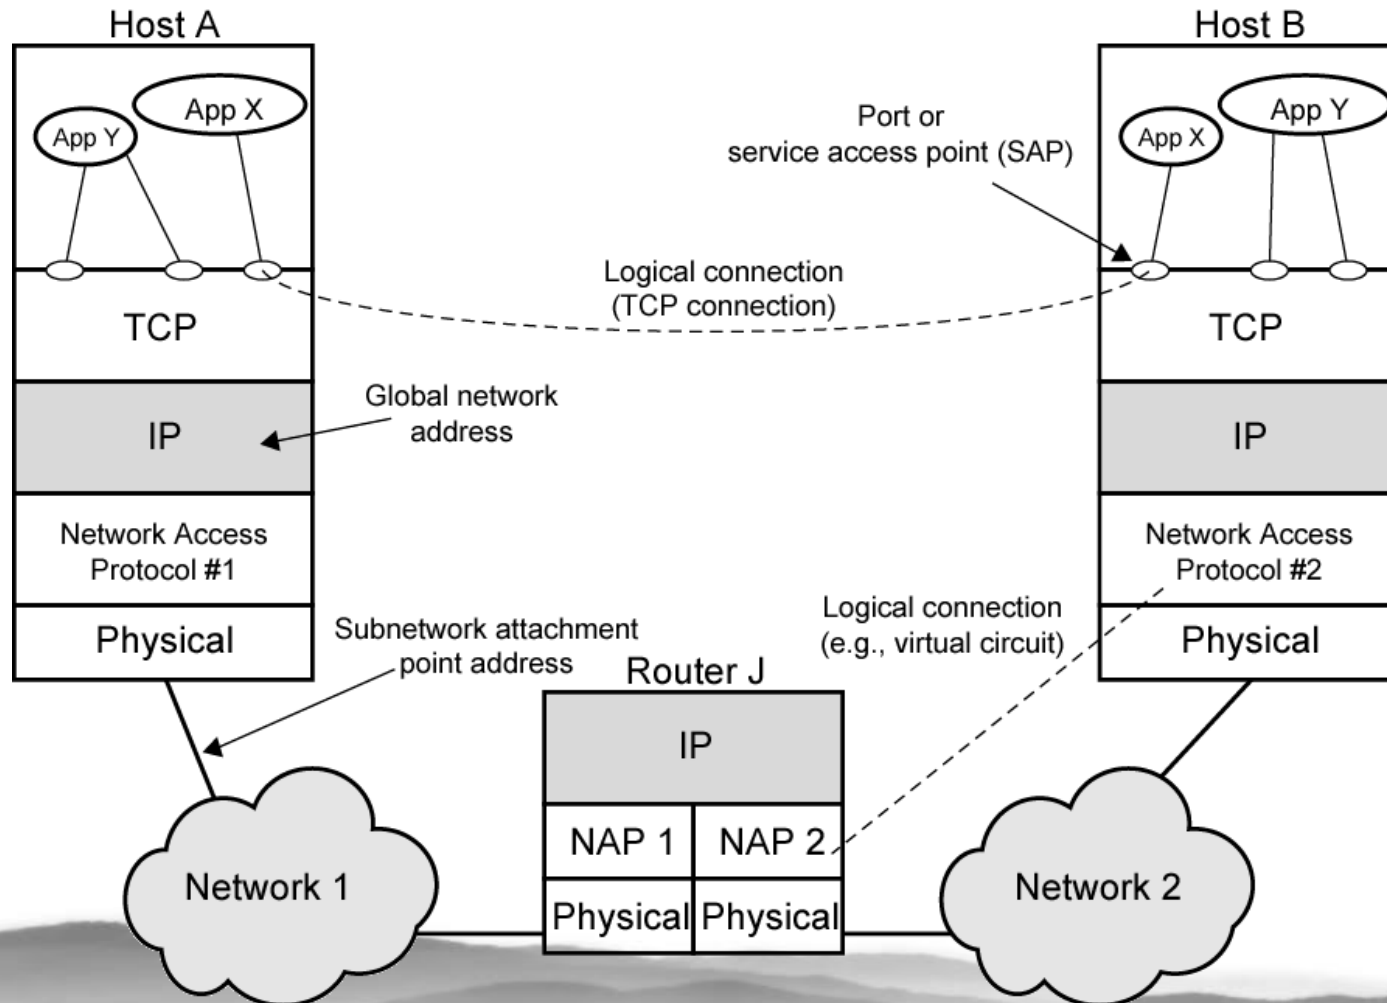 Host A
App Y
App X
TCP
IP
Network Access
Protocol #1
Physical
Port or
service access point (SAP)
Logical connection
(TCP connection)
Global network
address
Subnetwork attachment
point address
Logical connection
(e.g., virtual circuit)
Host B
App X
App Y
TCP
IP
Network Access
Protocol #2
Physical
Router J
IP
NAP 1
NAP 2
Physical
Physical
Network 1
Network 2